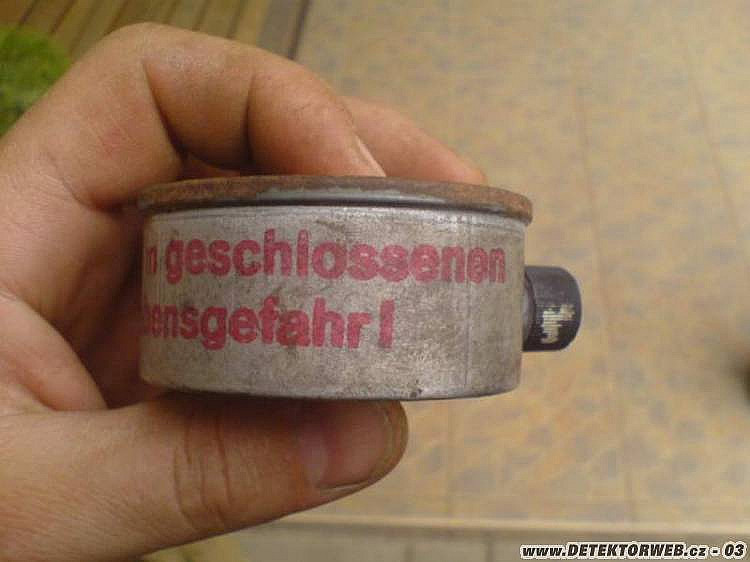 n geschlossenen
bensgefahr!
www.DETEKTORWEB.cz - 03